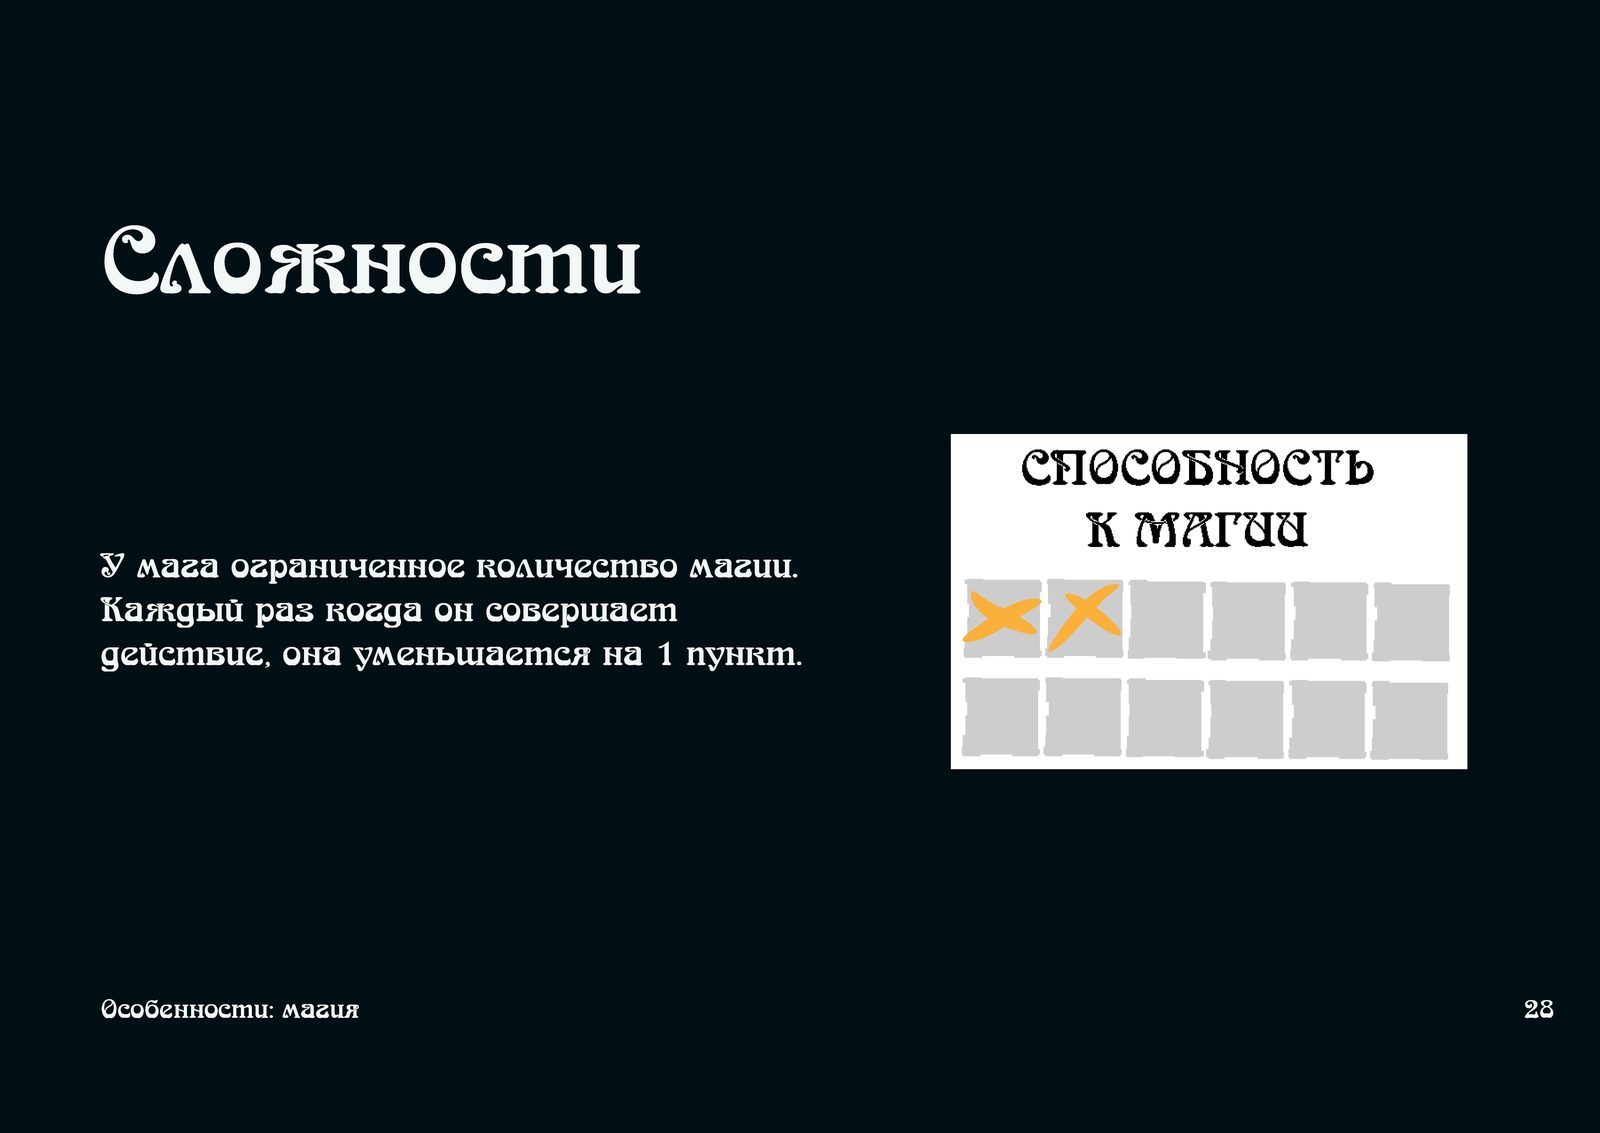 Сложности
У мага ограниченное количество магии.
Каждый раз когда он совершает
действие, она уменьшается на 1 пункт.
СПОСОБНОСТЬ
К МАГИИ
Особенности: магия
28